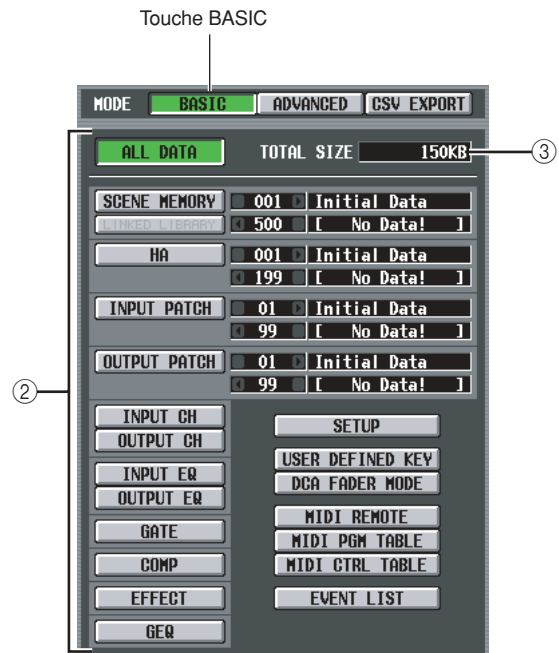 Touche BASIC
MODE BASIC ADVANCED CSV EXPORT
ALL DATA TOTAL SIZE 150KB
③
SCENE MEMORY 001 Initial Data
LINKED LIBRARY 500 [ No Data! ]
HA 001 Initial Data
199 [ No Data! ]
INPUT PATCH 01 Initial Data
99 [ No Data! ]
OUTPUT PATCH 01 Initial Data
99 [ No Data! ]
②
INPUT CH
OUTPUT CH
INPUT EQ
OUTPUT EQ
GATE
COMP
EFFECT
GEQ
SETUP
USER DEFINED KEY
DCA FADER MODE
MIDI REMOTE
MIDI PGM TABLE
MIDI CTRL TABLE
EVENT LIST